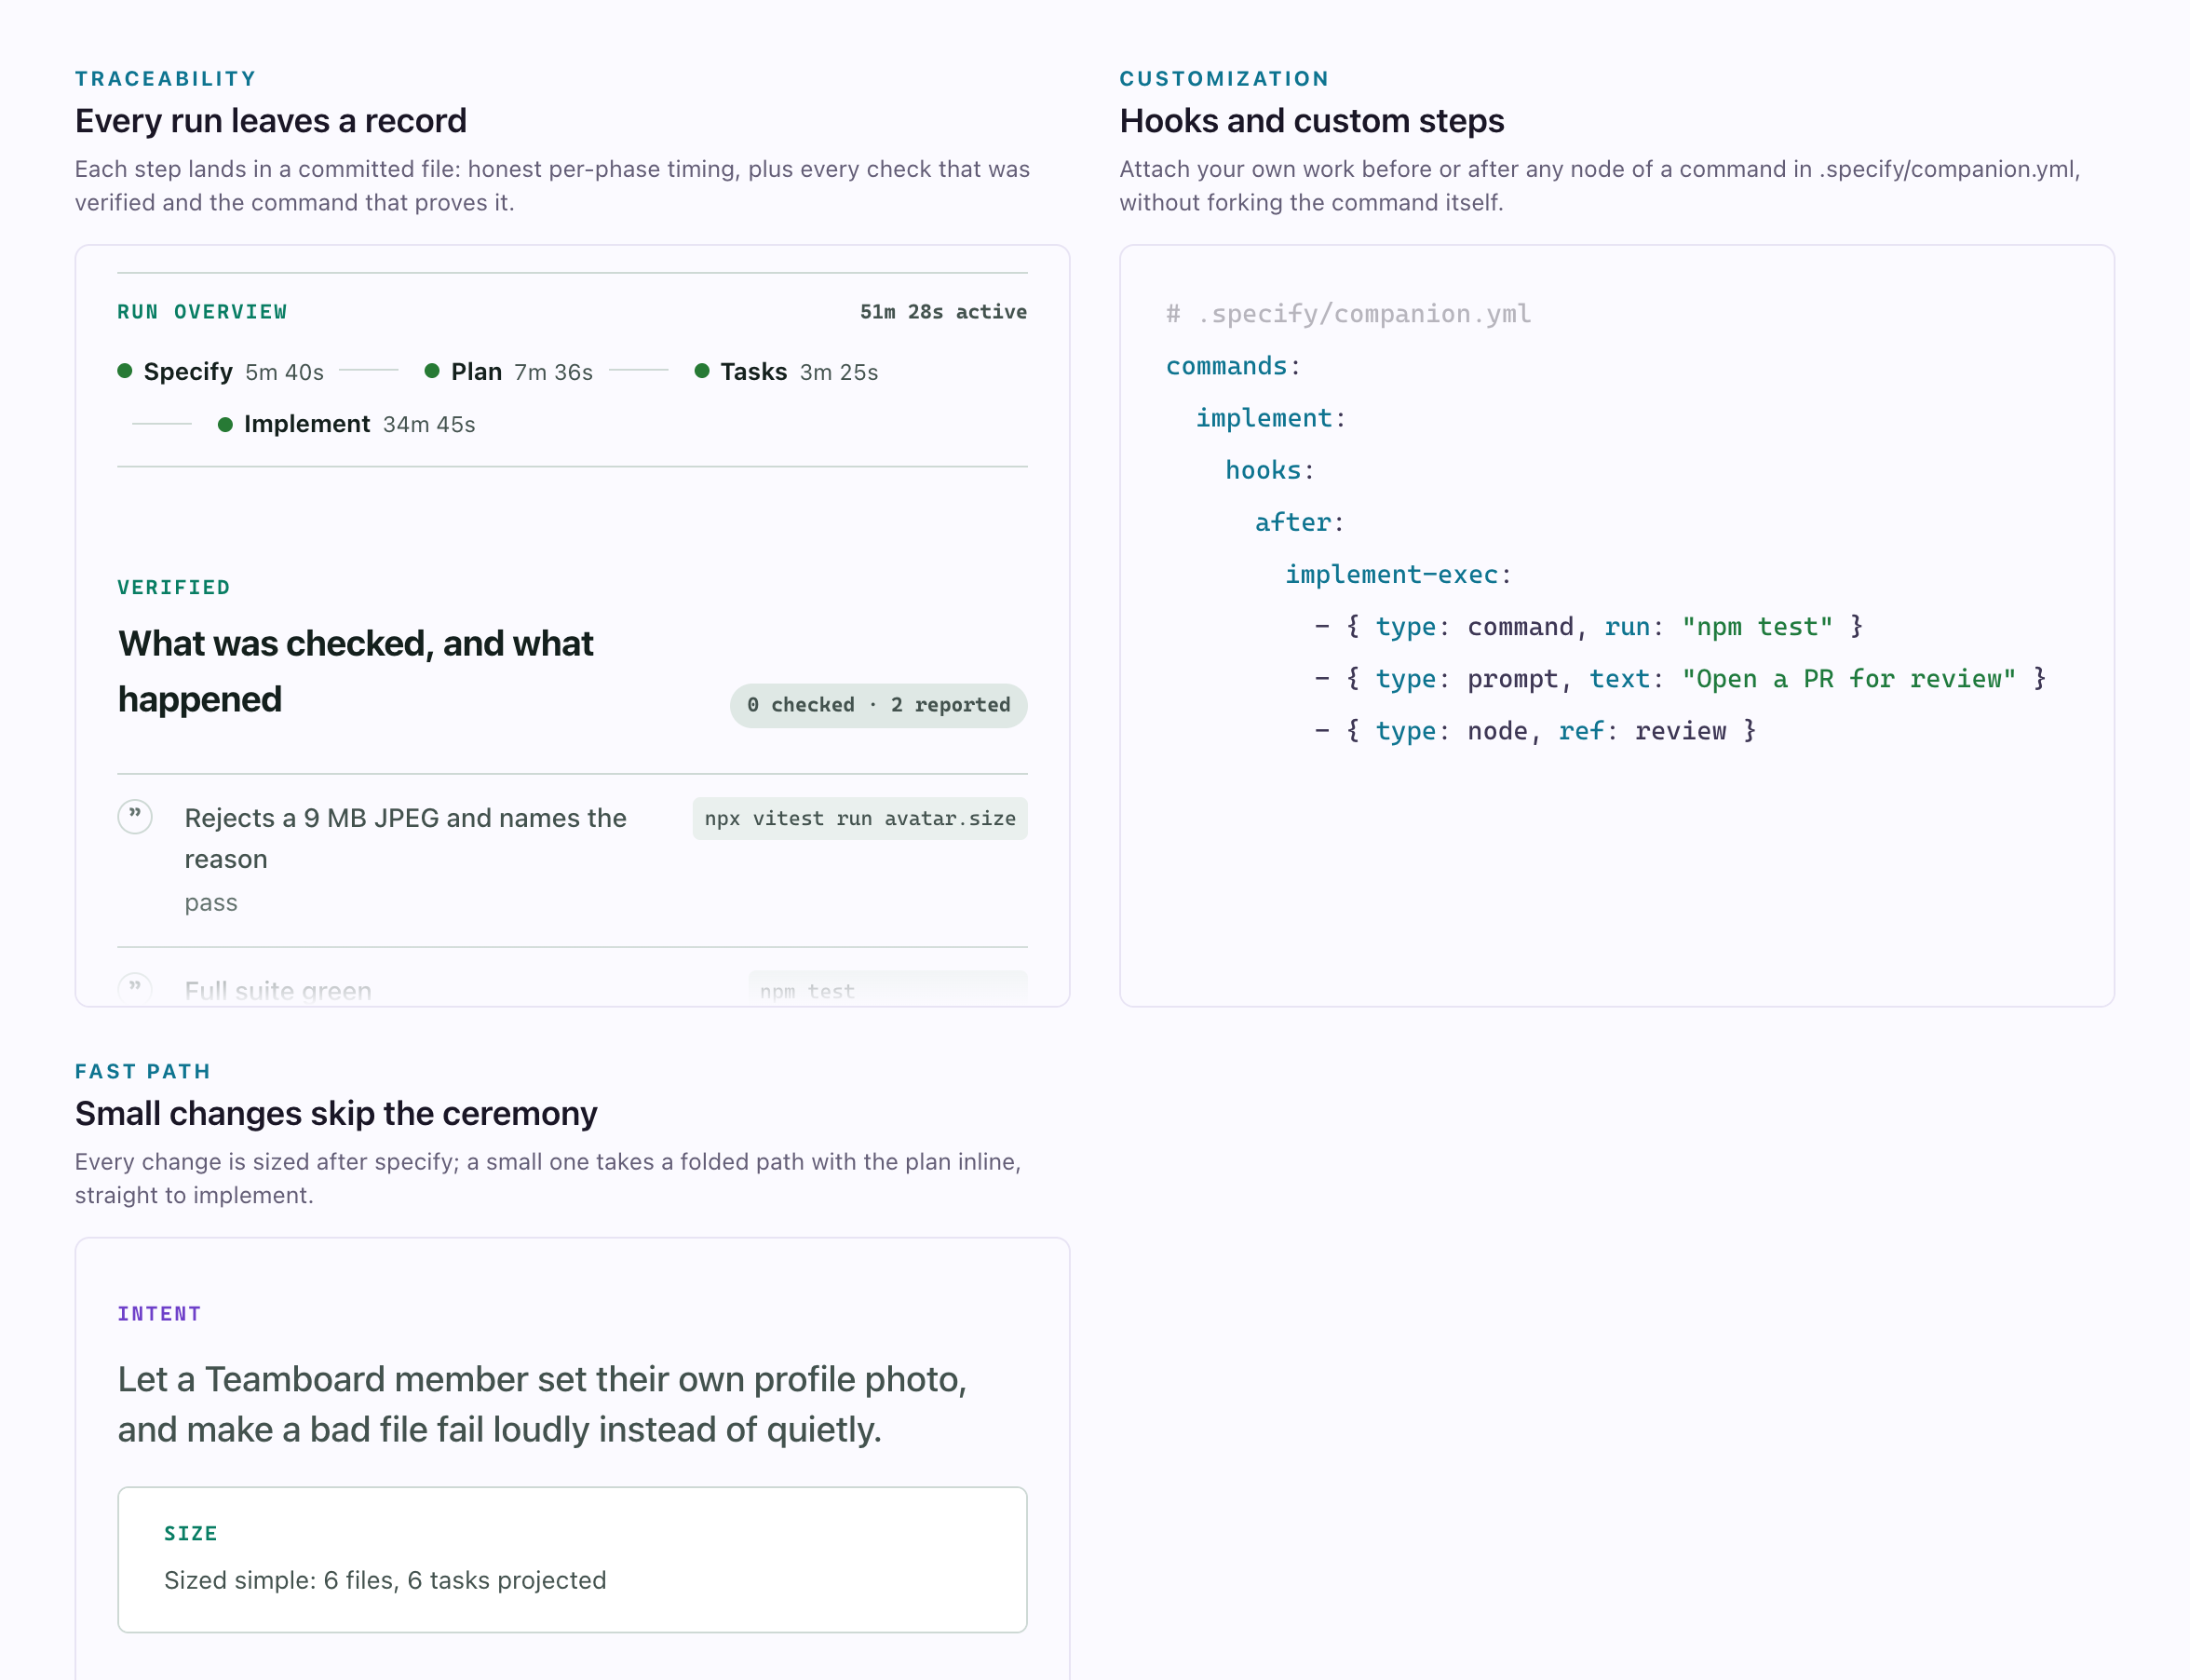 TRACEABILITY
Every run leaves a record
Each step lands in a committed file: honest per-phase timing, plus every check that was
verified and the command that proves it.
RUN OVERVIEW
51m 28s active
Specify 5m 40s
Plan 7m 36s
Tasks 3m 25s
Implement 34m 45s
VERIFIED
What was checked, and what
happened
0 checked · 2 reported
” Rejects a 9 MB JPEG and names the
reason
pass
npx vitest run avatar.size
” Full suite green
npm test
CUSTOMIZATION
Hooks and custom steps
Attach your own work before or after any node of a command in .specify/companion.yml,
without forking the command itself.
# .specify/companion.yml
commands:
  implement:
    hooks:
      after:
        implement-exec:
          - { type: command, run: "npm test" }
          - { type: prompt, text: "Open a PR for review" }
          - { type: node, ref: review }
FAST PATH
Small changes skip the ceremony
Every change is sized after specify; a small one takes a folded path with the plan inline,
straight to implement.
INTENT
Let a Teamboard member set their own profile photo,
and make a bad file fail loudly instead of quietly.
SIZE
Sized simple: 6 files, 6 tasks projected